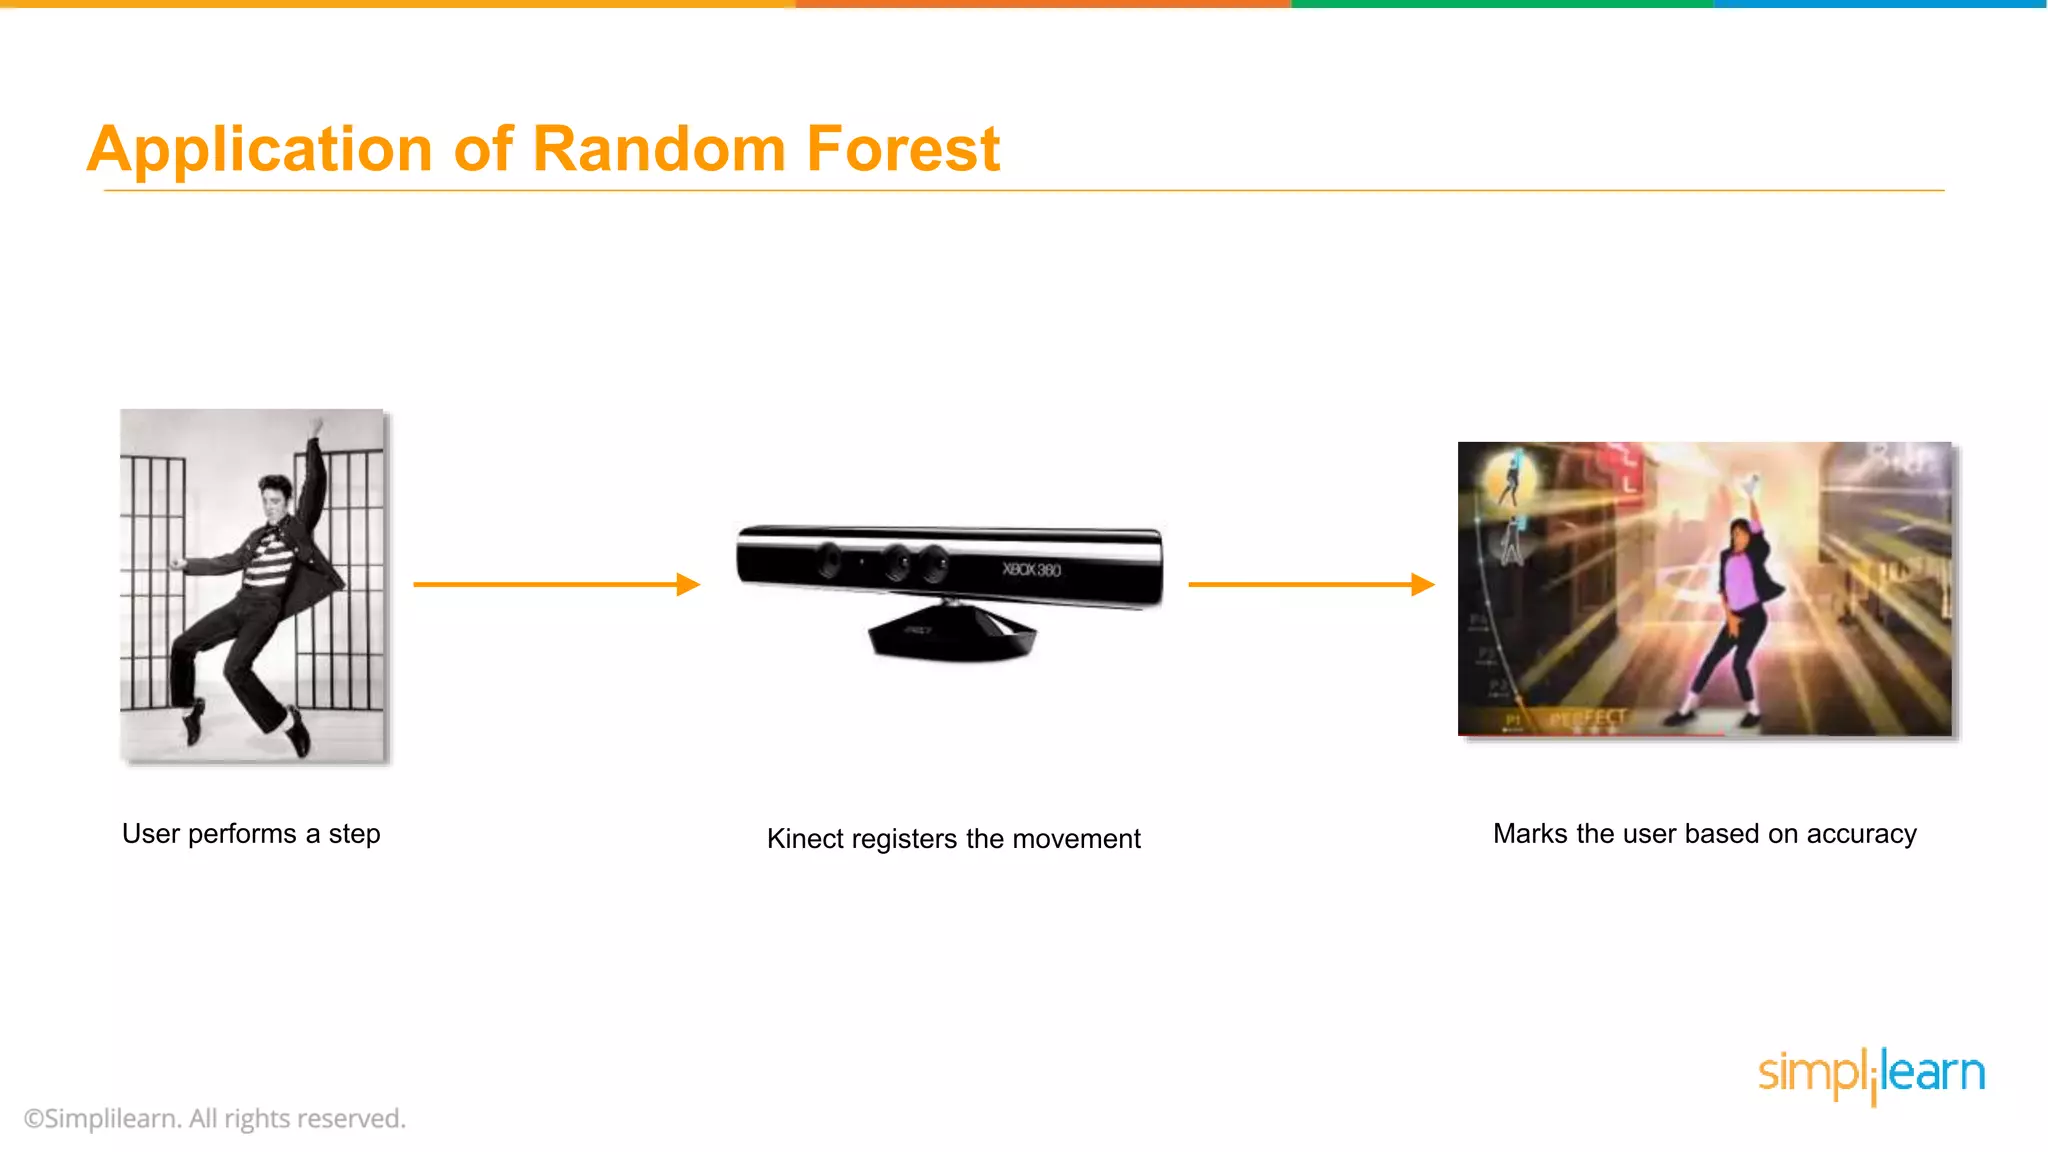 Application of Random Forest
XBOX 360
PERFECT
P1
User performs a step
Kinect registers the movement
Marks the user based on accuracy
simplilearn
©Simplilearn. All rights reserved.